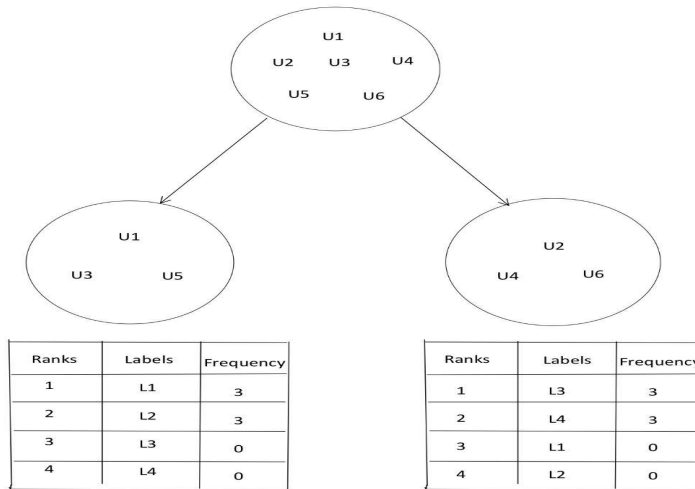 U1
U2 U3 U4
U5 U6
U1
U3 U5
U2
U4 U6
Ranks Labels Frequency
1 L1 3
2 L2 3
3 L3 0
4 L4 0
Ranks Labels Frequency
1 L3 3
2 L4 3
3 L1 0
4 L2 0